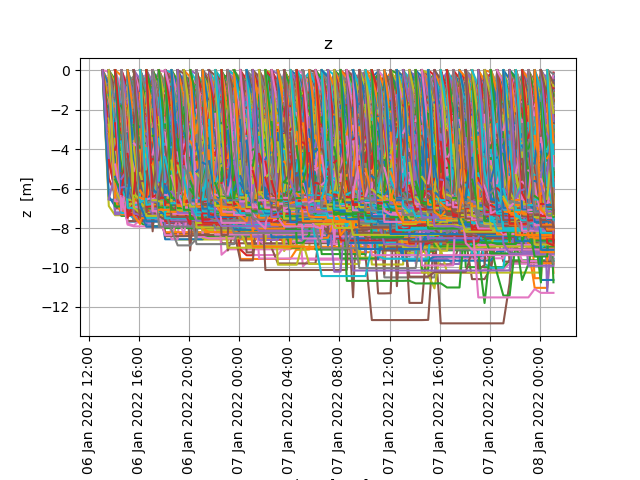 z
z [m]
0
−2
−4
−6
−8
−10
−12
06 Jan 2022 12:00
06 Jan 2022 16:00
06 Jan 2022 20:00
07 Jan 2022 00:00
07 Jan 2022 04:00
07 Jan 2022 08:00
07 Jan 2022 12:00
07 Jan 2022 16:00
07 Jan 2022 20:00
08 Jan 2022 00:00